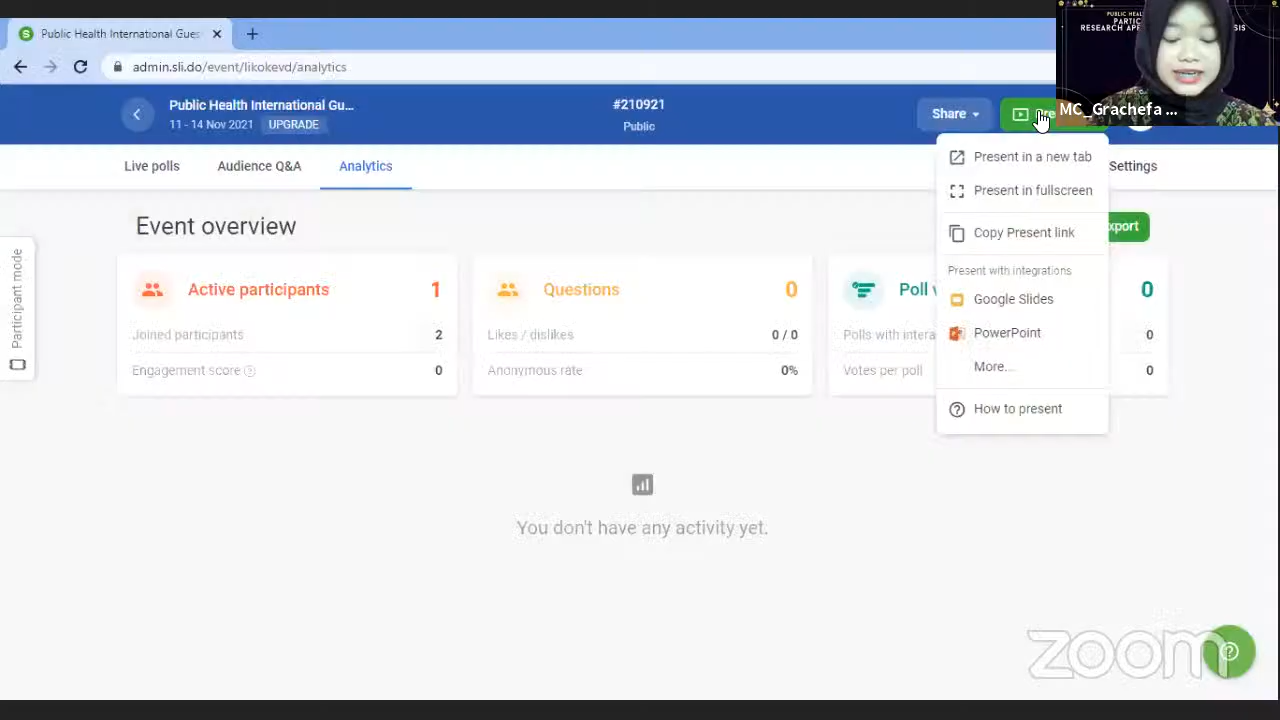 Public Health International Gues
admin.sli.do/event/likokevd/analytics
Public Health International Gu...
11 - 14 Nov 2021 UPGRADE
#210921
Public
Share
MC_Grachefa ...
Live polls
Audience Q&A
Analytics
Settings
Present in a new tab
Present in fullscreen
Copy Present link
Present with integrations
Google Slides
PowerPoint
More...
How to present
Event overview
xport
Participant mode
Active participants 1
Joined participants 2
Engagement score 0
Questions 0
Likes / dislikes 0 / 0
Anonymous rate 0%
Poll v 0
Polls with intera 0
Votes per poll 0
You don't have any activity yet.
zoom